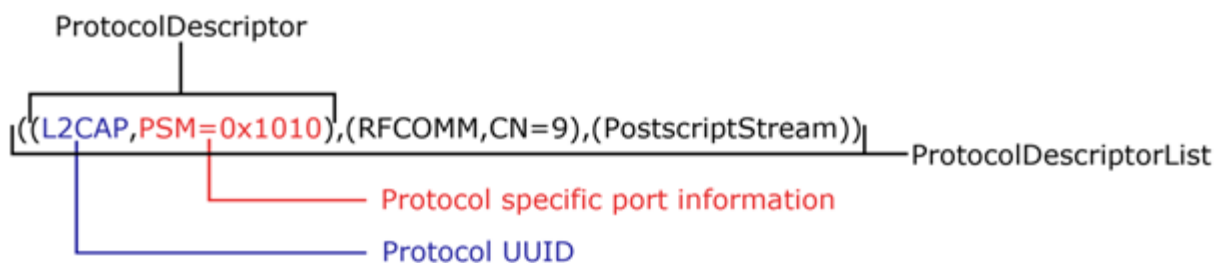 ProtocolDescriptor
((L2CAP,PSM=0x1010),(RFCOMM,CN=9),(PostscriptStream))
ProtocolDescriptorList
Protocol specific port information
Protocol UUID